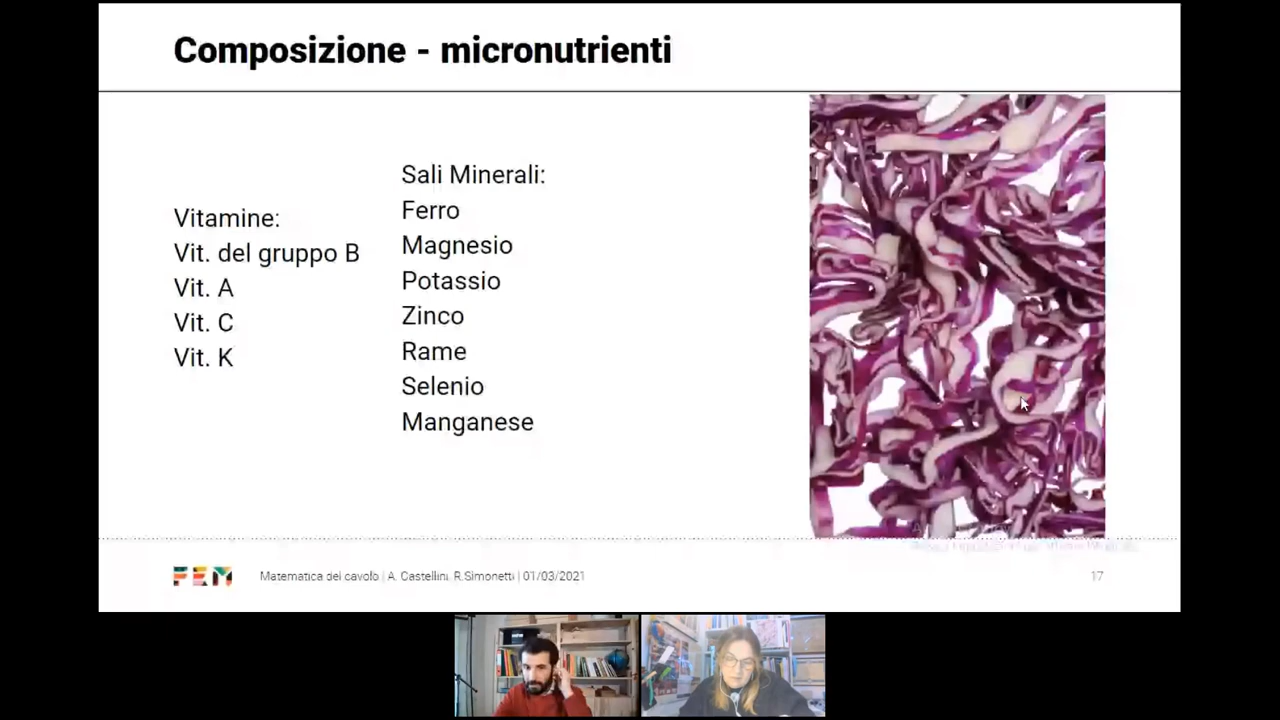 Composizione - micronutrienti
Vitamine:
Vit. del gruppo B
Vit. A
Vit. C
Vit. K
Sali Minerali:
Ferro
Magnesio
Potassio
Zinco
Rame
Selenio
Manganese
FEM
Matematica del cavolo | A. Castellini, R.Simonetti | 01/03/2021
17